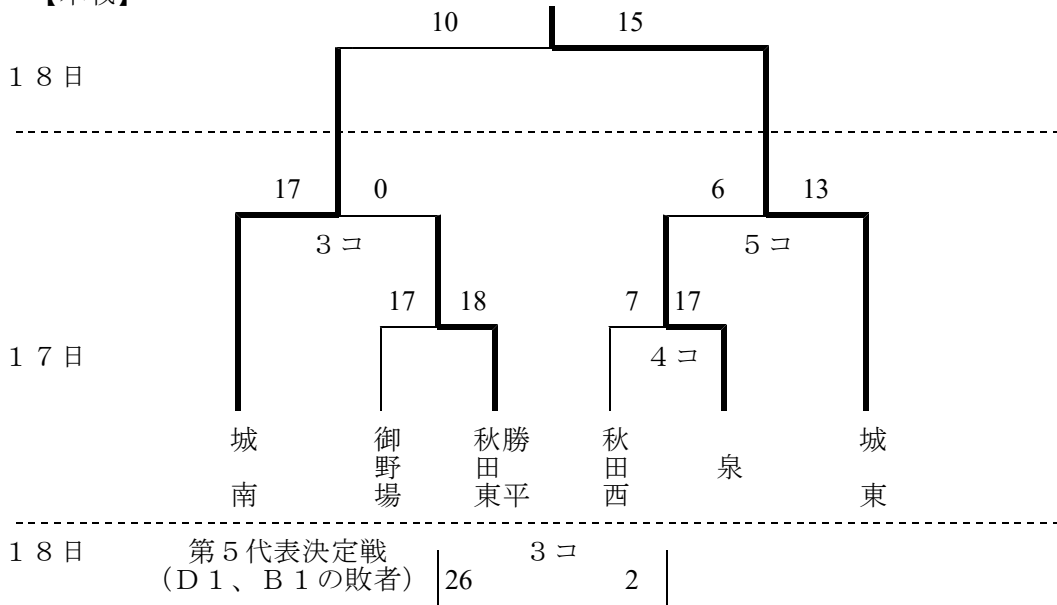 10 15
１８日
17 0 6 13
３コ ５コ
17 18 7 17
４コ
１７日
城南
御野場
秋田東
勝平
秋田西
泉
城東
１８日 第５代表決定戦 ３コ
（Ｄ１、Ｂ１の敗者） 26 2